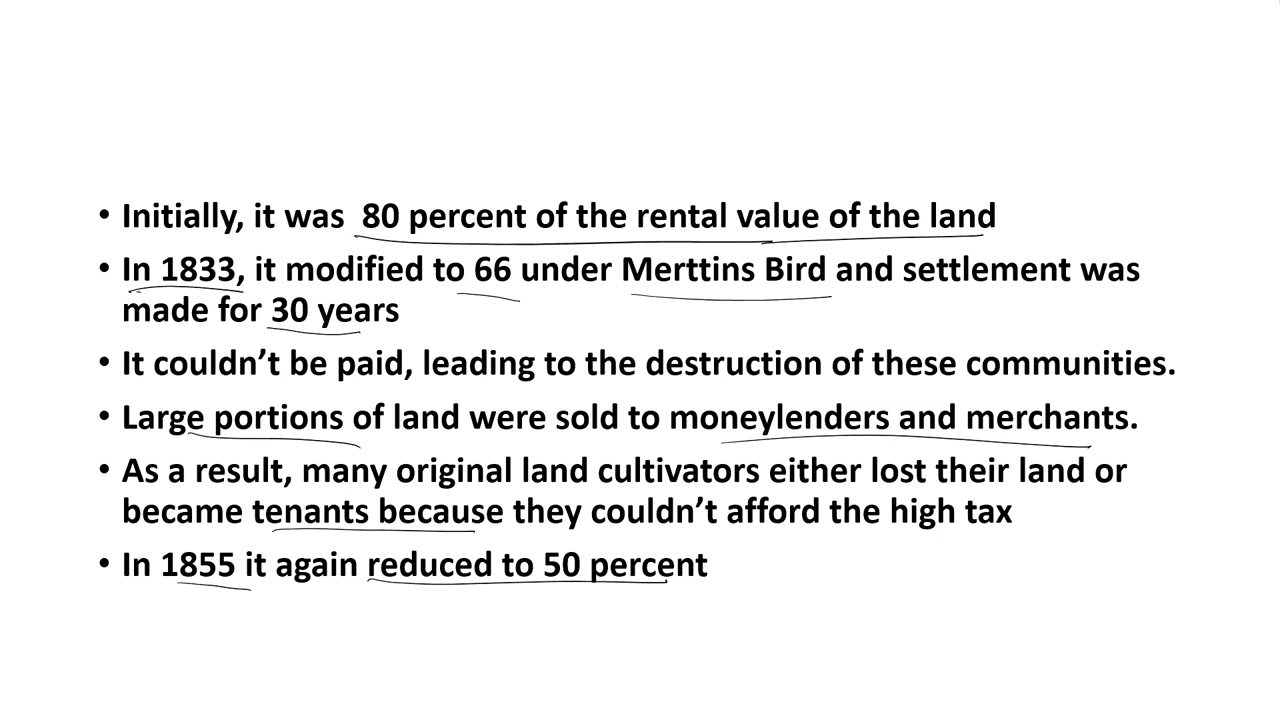 • Initially, it was 80 percent of the rental value of the land
• In 1833, it modified to 66 under Merttins Bird and settlement was
made for 30 years
• It couldn’t be paid, leading to the destruction of these communities.
• Large portions of land were sold to moneylenders and merchants.
• As a result, many original land cultivators either lost their land or
became tenants because they couldn’t afford the high tax
• In 1855 it again reduced to 50 percent